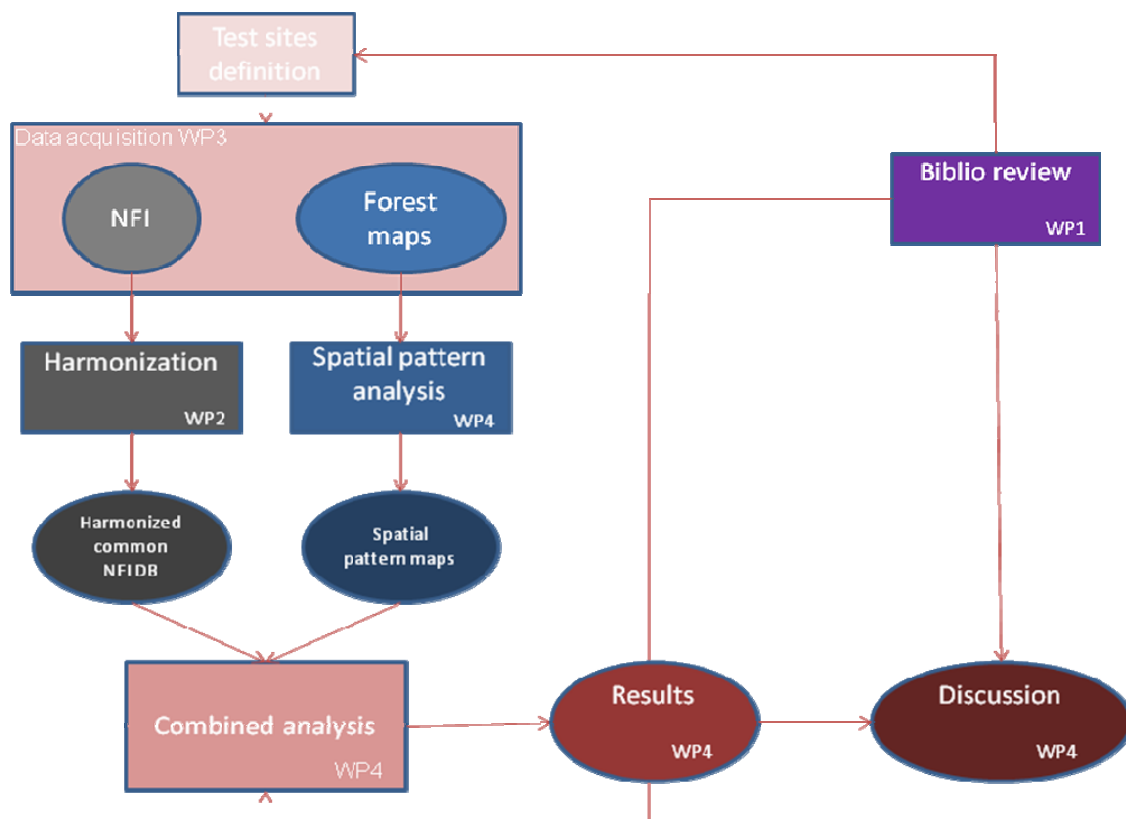 Test sites
definition
Data acquisition WP3
NFI
Forest
maps
Biblio review
WP1
Harmonization
WP2
Spatial pattern
analysis
WP4
Harmonized
common
NFIDB
Spatial
pattern maps
Combined analysis
WP4
Results
WP4
Discussion
WP4